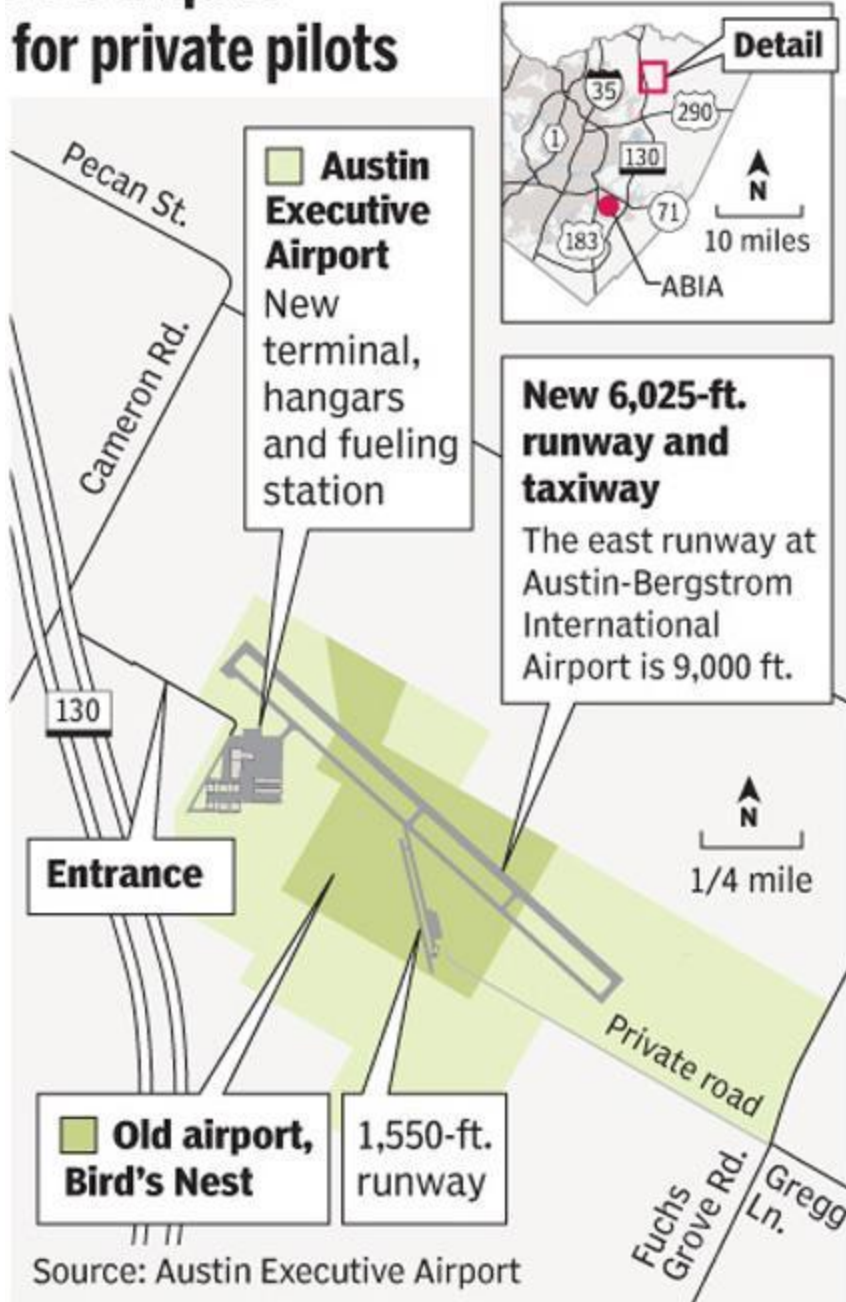 for private pilots
Detail
35
290
1
130
N
71
183
10 miles
ABIA
Pecan St.
Cameron Rd.
Austin
Executive
Airport
New
terminal,
hangars
and fueling
station
New 6,025-ft.
runway and
taxiway
The east runway at
Austin-Bergstrom
International
Airport is 9,000 ft.
130
N
1/4 mile
Entrance
Private road
Old airport,
Bird's Nest
1,550-ft.
runway
Fuchs
Grove Rd.
Gregg
Ln.
Source: Austin Executive Airport